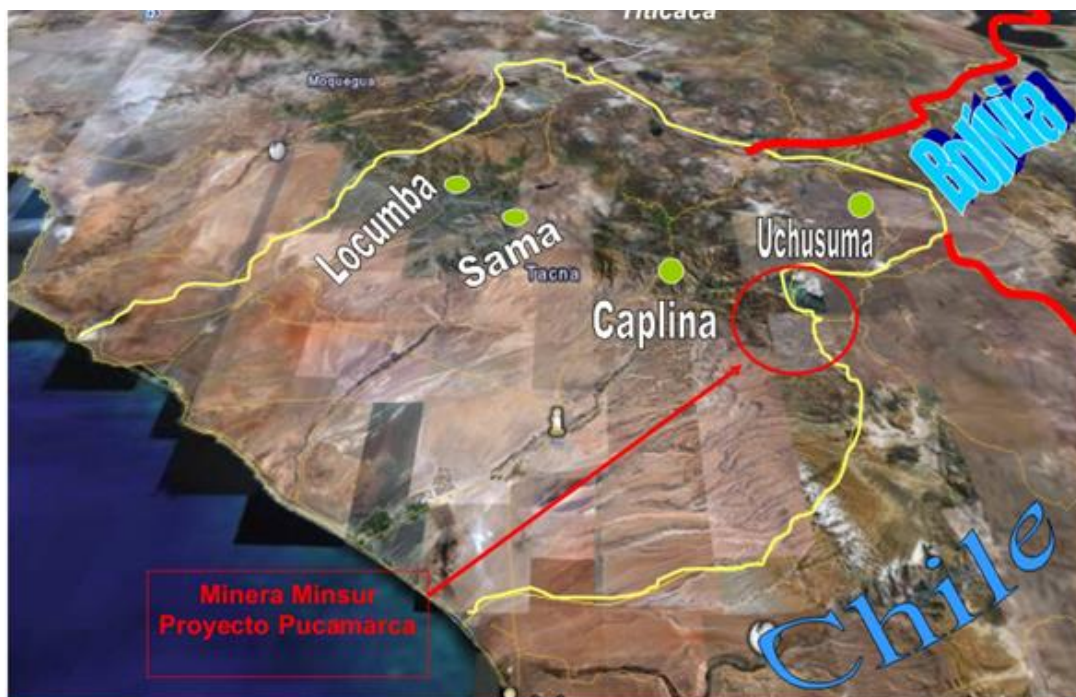 Titicaca
Moquegua
Bolivia
Locumba
Sama
Uchusuma
Tacna
Caplina
Minera Minsur
Proyecto Pucamarca
Chile